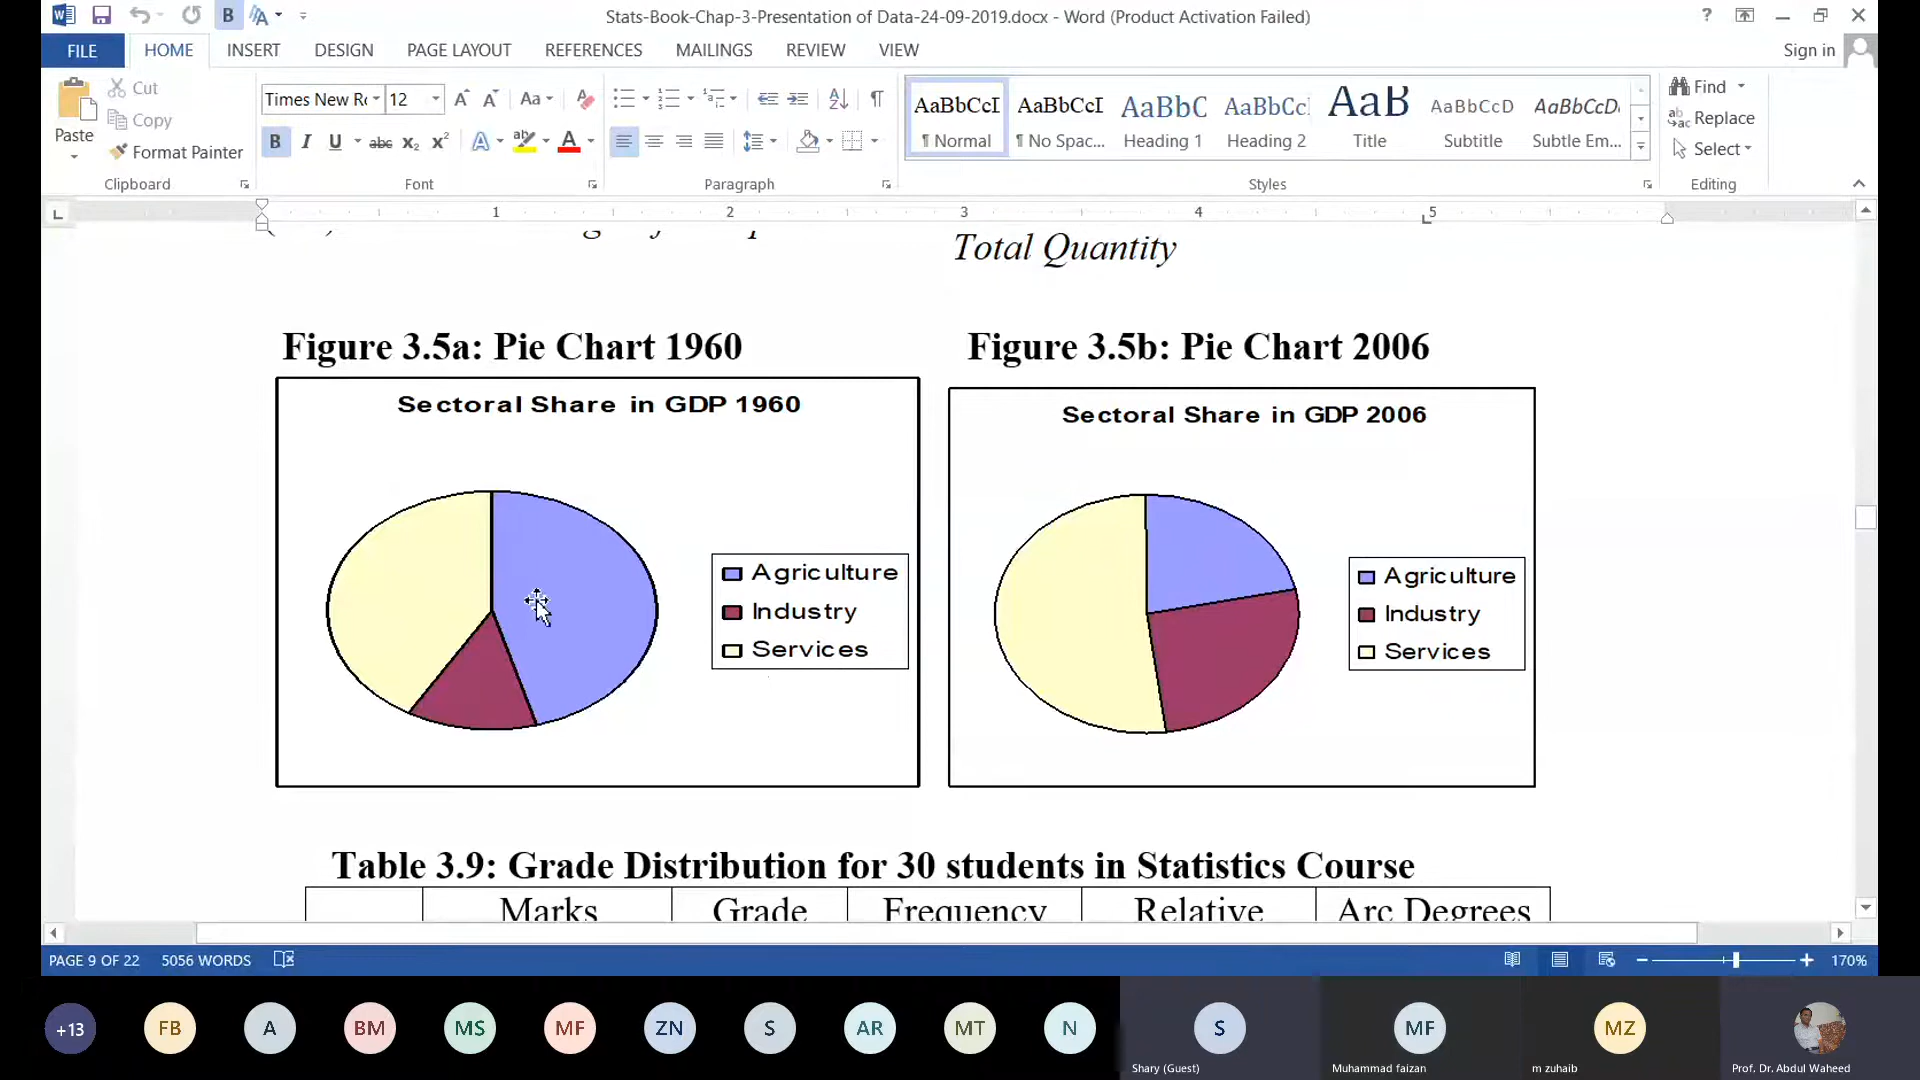 Stats-Book-Chap-3-Presentation of Data-24-09-2019.docx - Word (Product Activation Failed)
FILE HOME INSERT DESIGN PAGE LAYOUT REFERENCES MAILINGS REVIEW VIEW Sign in
Paste
Cut
Copy
Format Painter
Times New Ro 12
AaBbCcI AaBbCcI AaBbC AaBbCc AaB AaBbCcD AaBbCcD
¶ Normal ¶ No Spac... Heading 1 Heading 2 Title Subtitle Subtle Em...
Find
Replace
Select
Clipboard Font Paragraph Styles Editing
1 2 3 4 5
Total Quantity
Figure 3.5a: Pie Chart 1960
Figure 3.5b: Pie Chart 2006
Sectoral Share in GDP 1960
Agriculture
Industry
Services
Sectoral Share in GDP 2006
Agriculture
Industry
Services
Table 3.9: Grade Distribution for 30 students in Statistics Course
Marks Grade Frequency Relative Arc Degrees
PAGE 9 OF 22 5056 WORDS 170%
+13 FB A BM MS MF ZN S AR MT N S MF MZ
Shary (Guest) Muhammad faizan m zuhaib Prof. Dr. Abdul Waheed